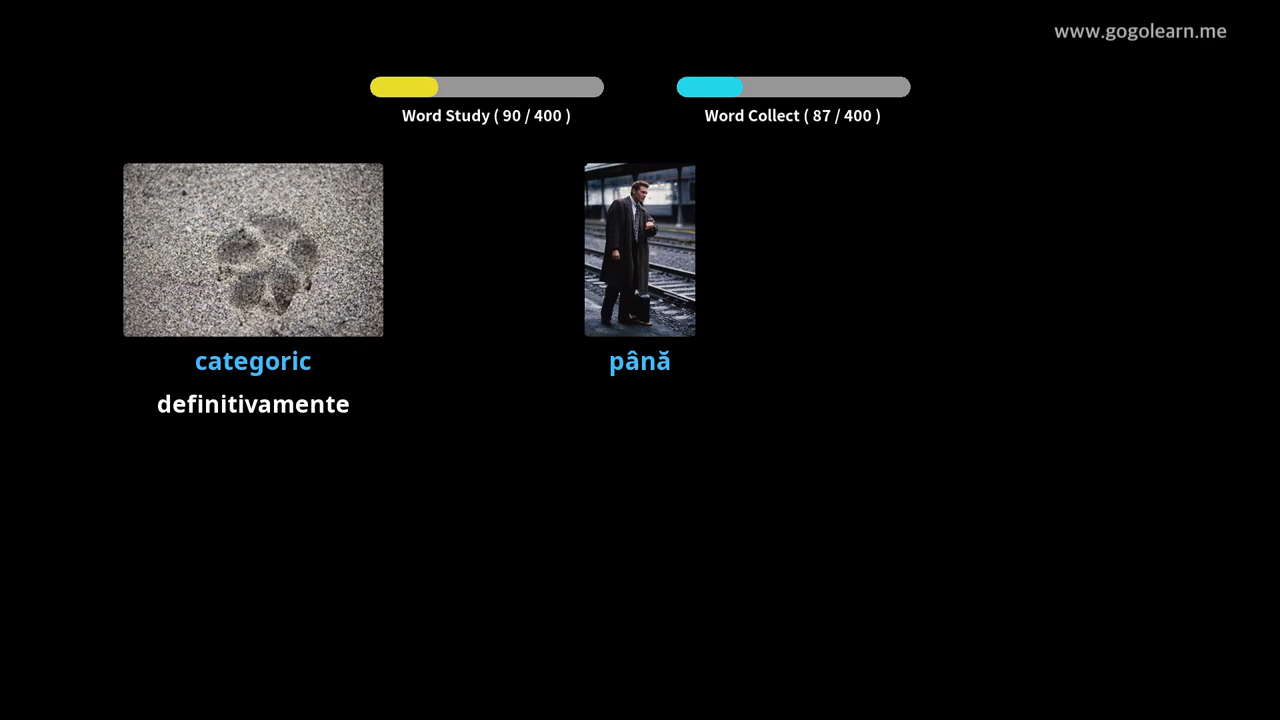 www.gogolearn.me
Word Study ( 90 / 400 )
Word Collect ( 87 / 400 )
categoric
până
definitivamente